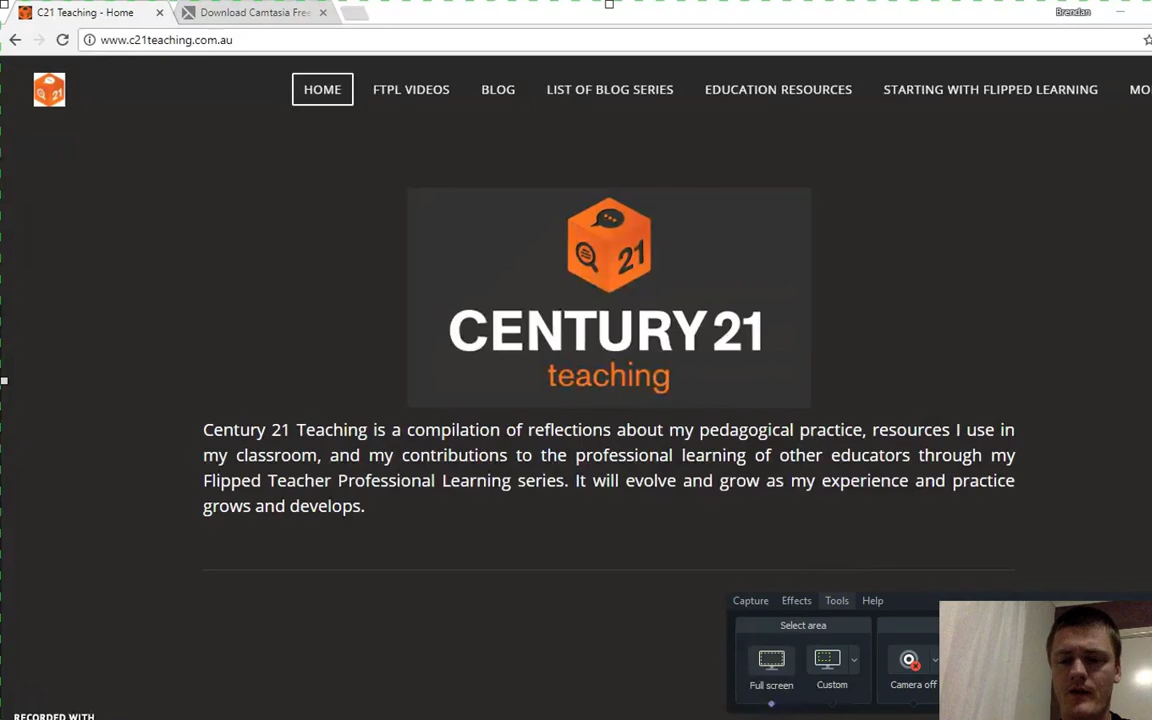 C21 Teaching - Home
Download Camtasia Free
Brendan
www.c21teaching.com.au
21
HOME
FTPL VIDEOS
BLOG
LIST OF BLOG SERIES
EDUCATION RESOURCES
STARTING WITH FLIPPED LEARNING
MO
21
CENTURY 21
teaching
Century 21 Teaching is a compilation of reflections about my pedagogical practice, resources I use in
my classroom, and my contributions to the professional learning of other educators through my
Flipped Teacher Professional Learning series. It will evolve and grow as my experience and practice
grows and develops.
Capture
Effects
Tools
Help
Select area
Full screen
Custom
Camera off
RECORDED WITH